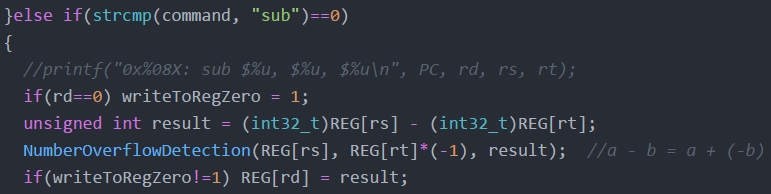 }else if(strcmp(command, "sub")==0)
{
//printf("0x%08X: sub $%u, $%u, $%u\n", PC, rd, rs, rt);
if(rd==0) writeToRegZero = 1;
unsigned int result = (int32_t)REG[rs] - (int32_t)REG[rt];
NumberOverflowDetection(REG[rs], REG[rt]*(-1), result);  //a - b = a + (-b)
if(writeToRegZero!=1) REG[rd] = result;